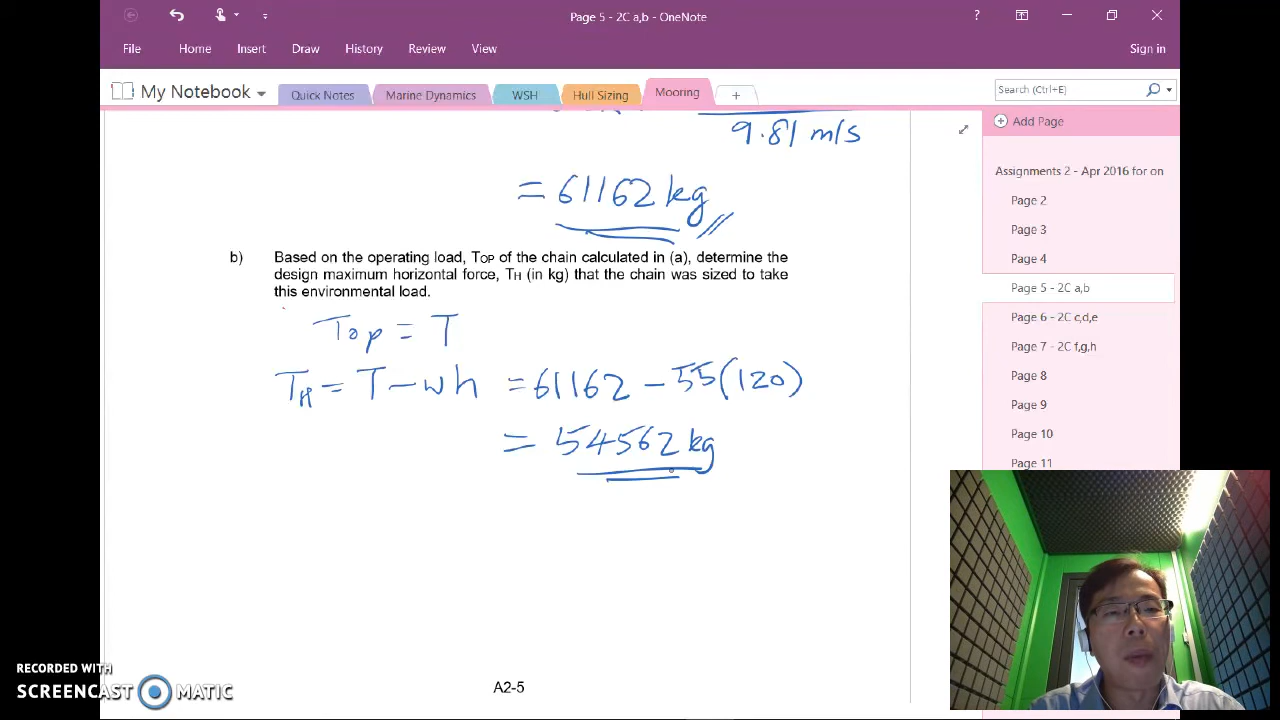 Page 5 - 2C a,b - OneNote
?
File Home Insert Draw History Review View
Sign in
My Notebook
Quick Notes
Marine Dynamics
WSH
Hull Sizing
Mooring
+
Search (Ctrl+E)
Add Page
Assignments 2 - Apr 2016 for on
Page 2
Page 3
Page 4
Page 5 - 2C a,b
Page 6 - 2C c,d,e
Page 7 - 2C f,g,h
Page 8
Page 9
Page 10
Page 11
9.81 m/s
= 61162 kg
b) Based on the operating load, TOP of the chain calculated in (a), determine the
design maximum horizontal force, TH (in kg) that the chain was sized to take
this environmental load.
Top = T
TH = T - wh = 61162 - 55(120)
= 54562 kg
A2-5
RECORDED WITH
SCREENCAST MATIC